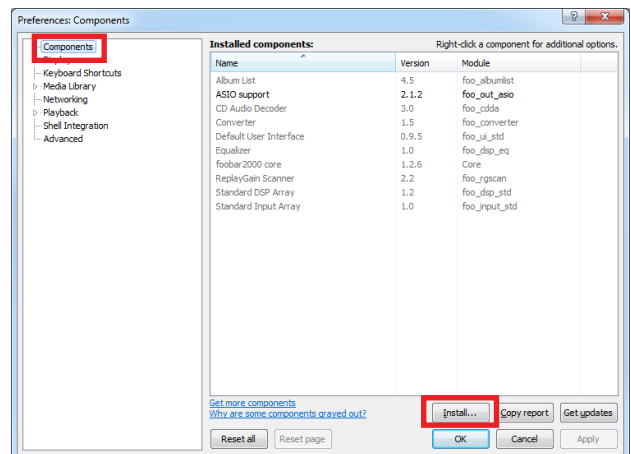 Preferences: Components
Components
Keyboard Shortcuts
Media Library
Networking
Playback
Shell Integration
Advanced
Installed components:
Right-click a component for additional options.
Name Version Module
Album List 4.5 foo_albumlist
ASIO support 2.1.2 foo_out_asio
CD Audio Decoder 3.0 foo_cdda
Converter 1.5 foo_converter
Default User Interface 0.9.5 foo_ui_std
Equalizer 1.0 foo_dsp_eq
foobar2000 core 1.2.6 Core
ReplayGain Scanner 2.2 foo_rgscan
Standard DSP Array 1.2 foo_dsp_std
Standard Input Array 1.0 foo_input_std
Get more components
Why are some components grayed out?
Install... Copy report Get updates
Reset all Reset page OK Cancel Apply